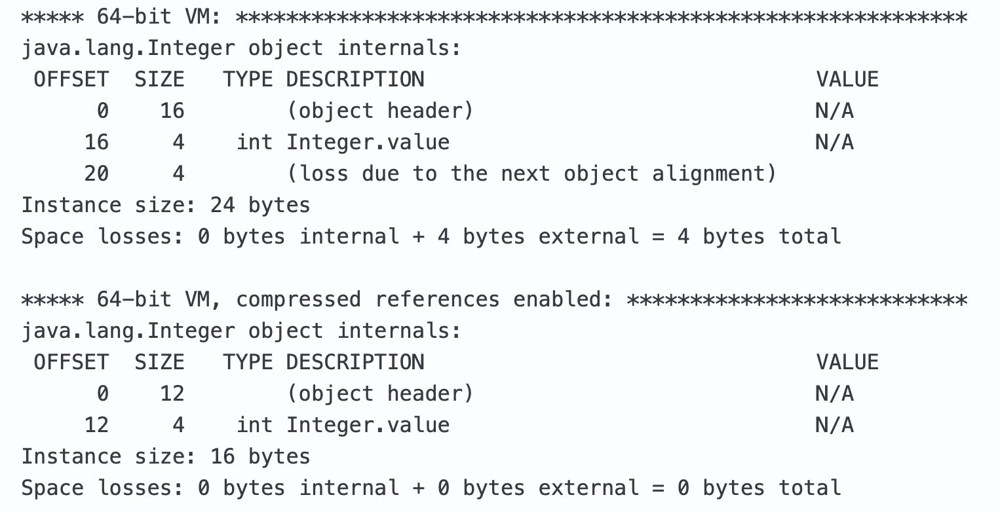 ***** 64-bit VM: **********************************************************
java.lang.Integer object internals:
 OFFSET  SIZE   TYPE DESCRIPTION                               VALUE
      0    16        (object header)                           N/A
     16     4    int Integer.value                             N/A
     20     4        (loss due to the next object alignment)
Instance size: 24 bytes
Space losses: 0 bytes internal + 4 bytes external = 4 bytes total

***** 64-bit VM, compressed references enabled: ***************************
java.lang.Integer object internals:
 OFFSET  SIZE   TYPE DESCRIPTION                               VALUE
      0    12        (object header)                           N/A
     12     4    int Integer.value                             N/A
Instance size: 16 bytes
Space losses: 0 bytes internal + 0 bytes external = 0 bytes total